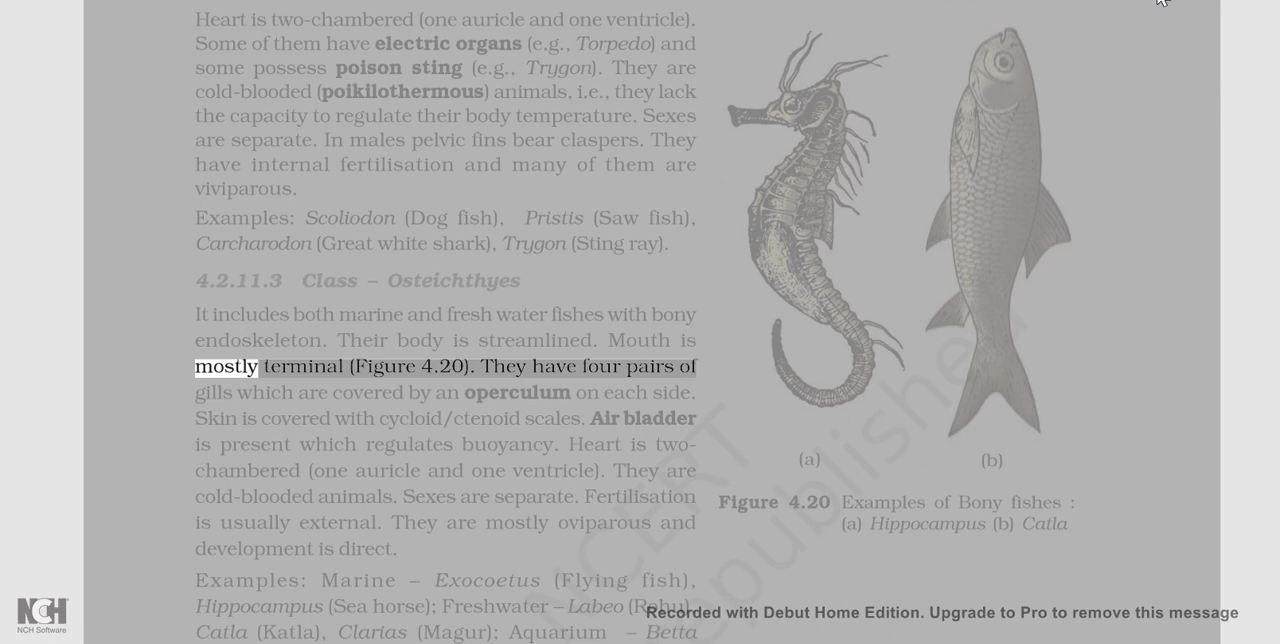 Heart is two-chambered (one auricle and one ventricle).
Some of them have electric organs (e.g., Torpedo) and
some possess poison sting (e.g., Trygon). They are
cold-blooded (poikilothermous) animals, i.e., they lack
the capacity to regulate their body temperature. Sexes
are separate. In males pelvic fins bear claspers. They
have internal fertilisation and many of them are
viviparous.
Examples: Scoliodon (Dog fish), Pristis (Saw fish),
Carcharodon (Great white shark), Trygon (Sting ray).
4.2.11.3 Class – Osteichthyes
It includes both marine and fresh water fishes with bony
endoskeleton. Their body is streamlined. Mouth is
mostly terminal (Figure 4.20). They have four pairs of
gills which are covered by an operculum on each side.
Skin is covered with cycloid/ctenoid scales. Air bladder
is present which regulates buoyancy. Heart is two-
chambered (one auricle and one ventricle). They are
cold-blooded animals. Sexes are separate. Fertilisation
is usually external. They are mostly oviparous and
development is direct.
Examples: Marine – Exocoetus (Flying fish),
Hippocampus (Sea horse); Freshwater – Labeo (Rohu),
Catla (Katla), Clarias (Magur); Aquarium – Betta
(a)
(b)
Figure 4.20 Examples of Bony fishes :
(a) Hippocampus (b) Catla
NCERT
republished
NCH
NCH Software
Recorded with Debut Home Edition. Upgrade to Pro to remove this message